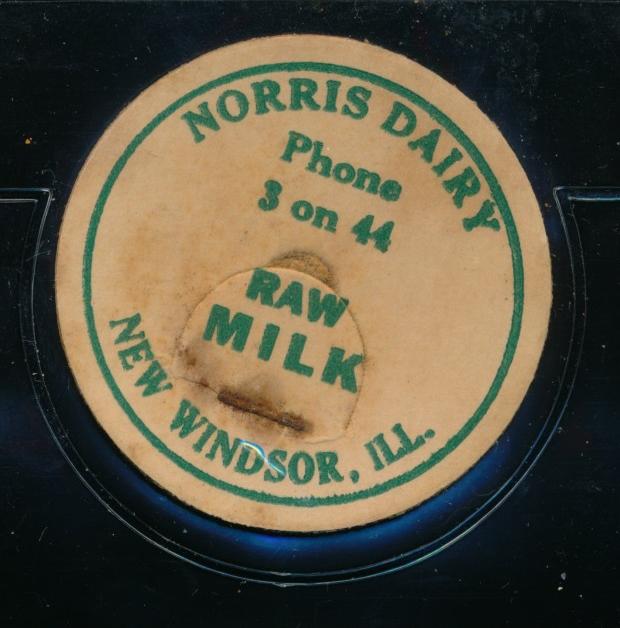 NORRIS DAIRY
Phone
3 on 44
RAW
MILK
NEW WINDSOR, ILL.